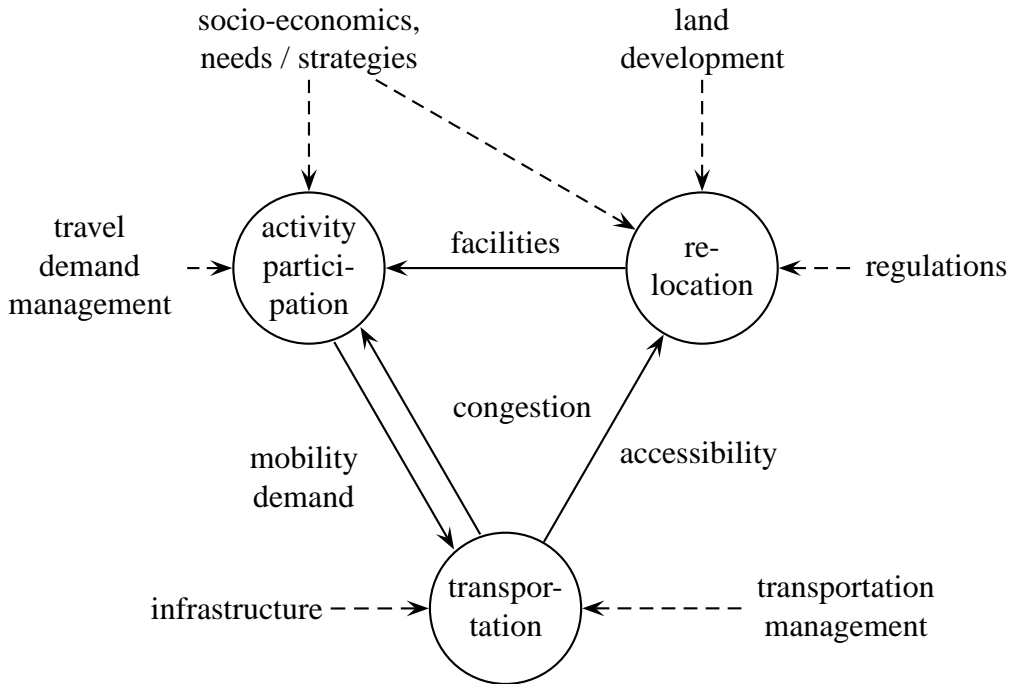 socio-economics,
needs / strategies
land
development
travel
demand
management
activity
partici-
pation
facilities
re-
location
regulations
congestion
mobility
demand
accessibility
infrastructure
transpor-
tation
transportation
management